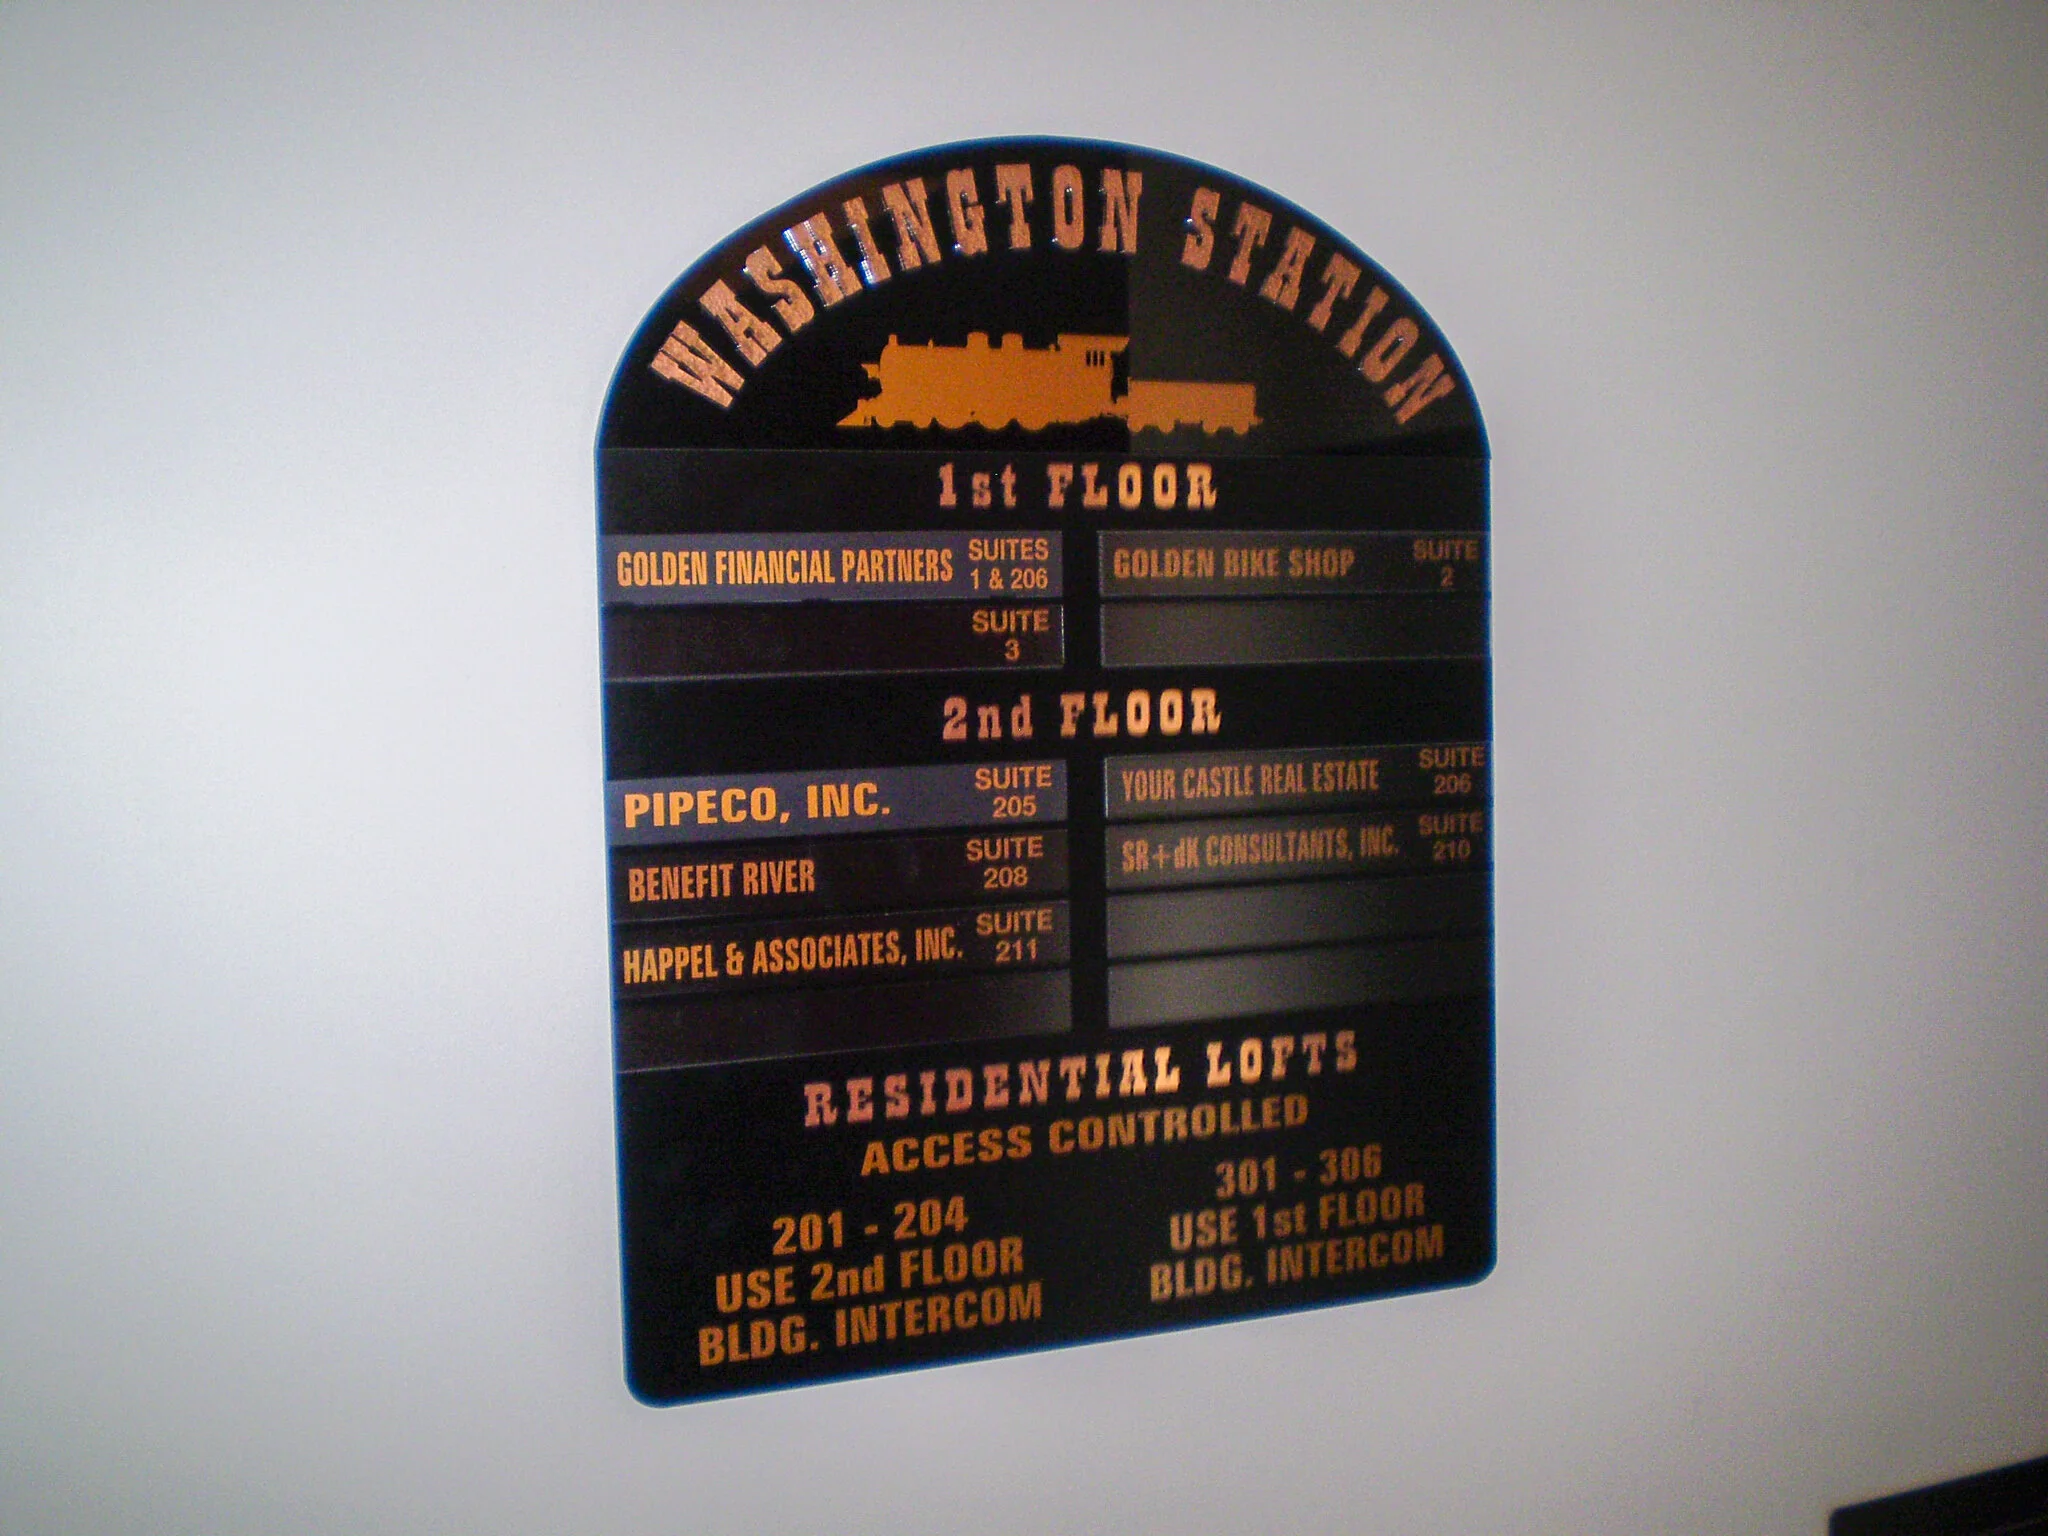 WASHINGTON STATION
1st FLOOR
GOLDEN FINANCIAL PARTNERS SUITES 1 & 206
GOLDEN BIKE SHOP SUITE 2
SUITE 3
2nd FLOOR
PIPECO, INC. SUITE 205
YOUR CASTLE REAL ESTATE SUITE 206
BENEFIT RIVER SUITE 208
SR+dK CONSULTANTS, INC. SUITE 210
HAPPEL & ASSOCIATES, INC. SUITE 211
RESIDENTIAL LOFTS
ACCESS CONTROLLED
201 - 204
USE 2nd FLOOR
BLDG. INTERCOM
301 - 306
USE 1st FLOOR
BLDG. INTERCOM